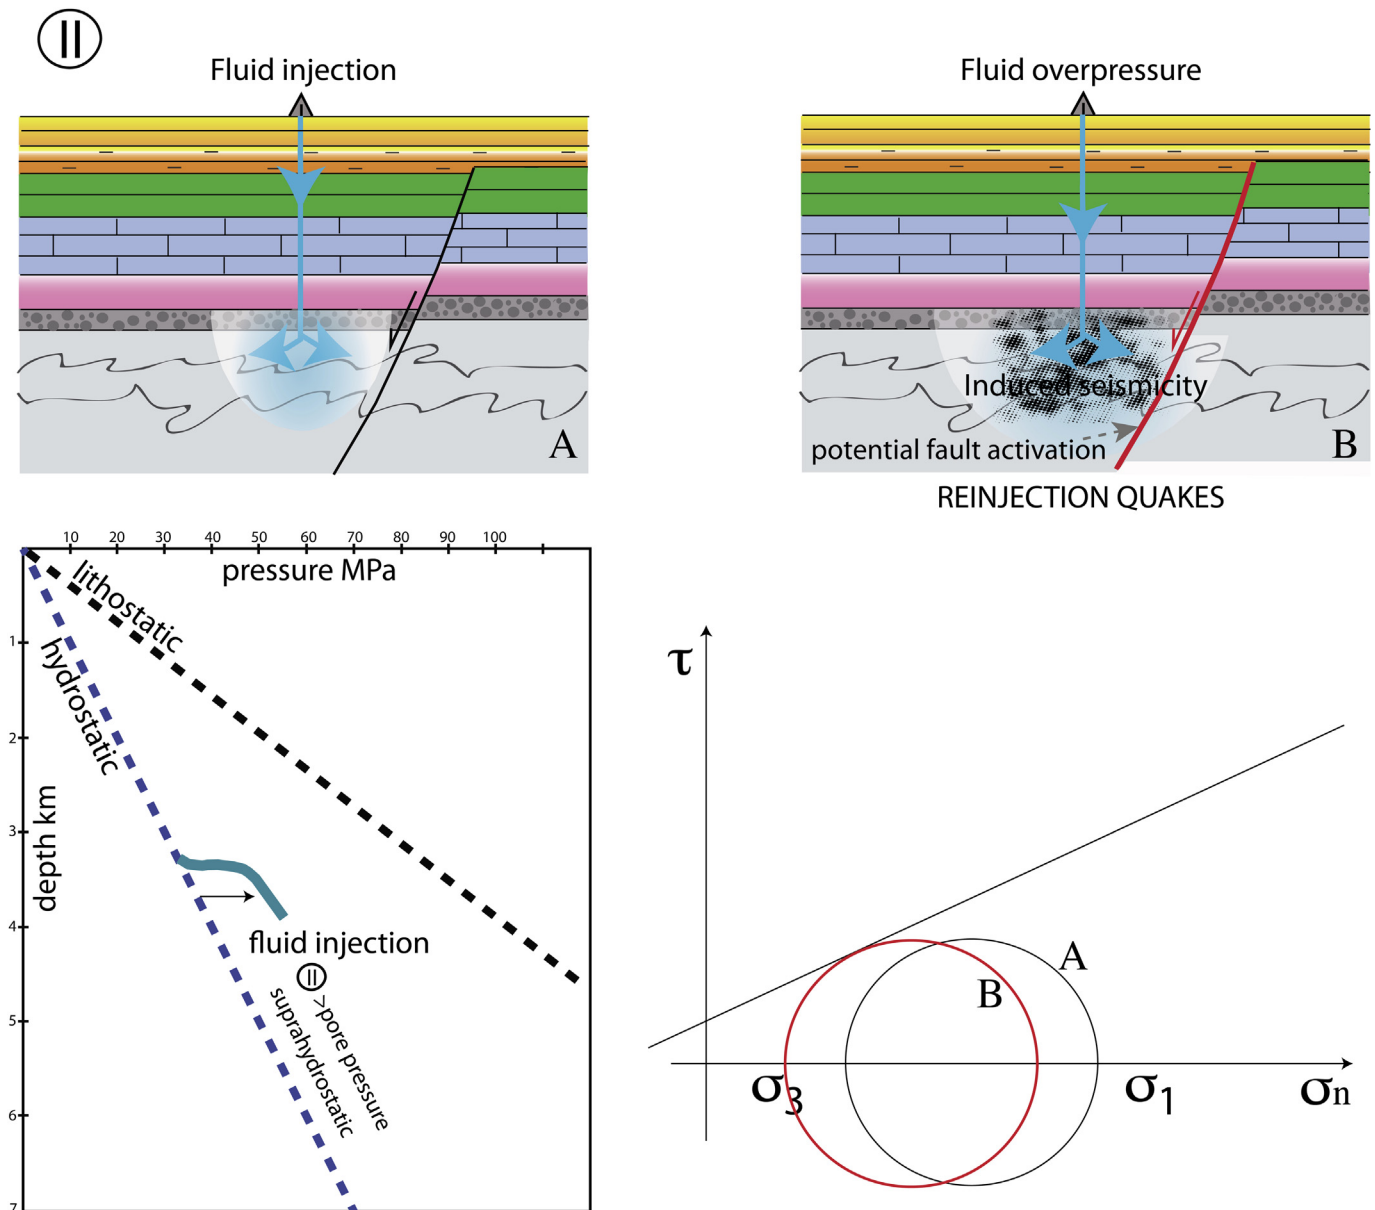 II
Fluid injection
Fluid overpressure
A
Induced seismicity
potential fault activation
B
REINJECTION QUAKES
10 20 30 40 50 60 70 80 90 100
pressure MPa
lithostatic
hydrostatic
1
2
3
4
5
6
7
depth km
fluid injection
II
>pore pressure
suprahydrostatic
τ
A
B
σ3
σ1
σn